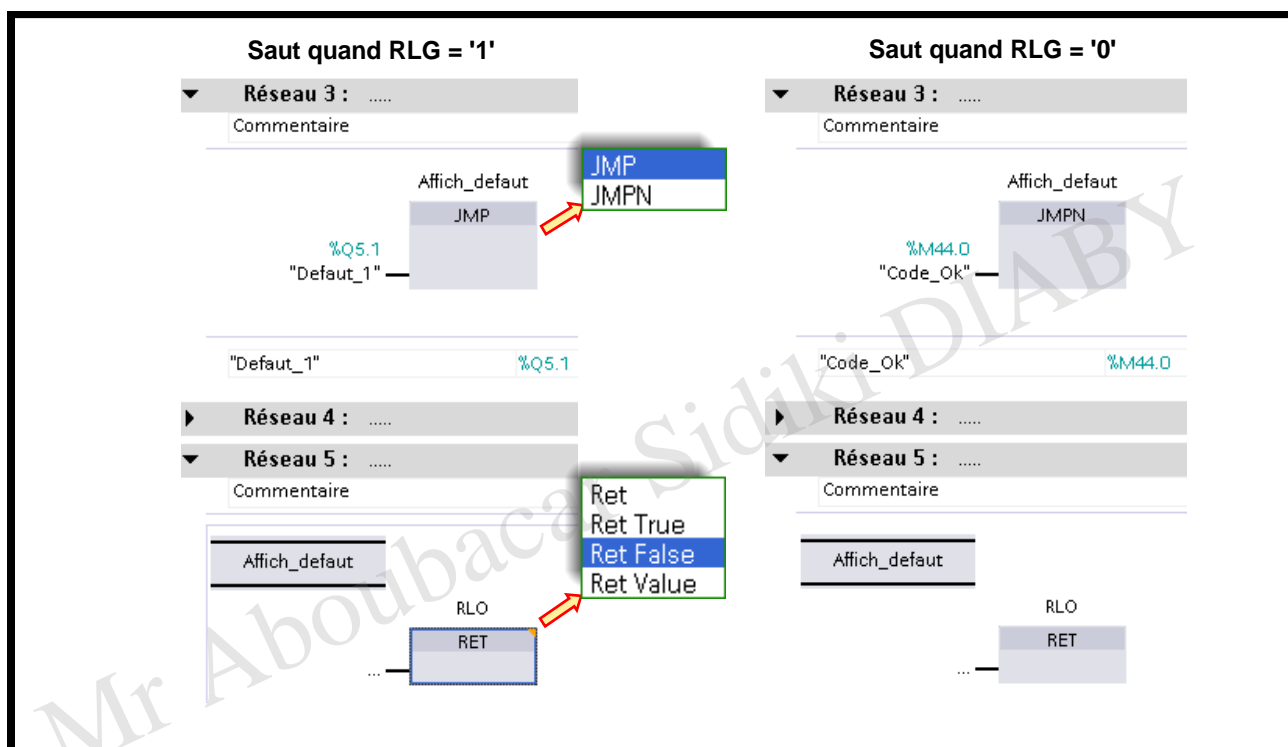 Saut quand RLG = '1'
Réseau 3 : .....
Commentaire
Affich_defaut
JMP
%Q5.1
"Defaut_1"
JMP
JMPN
"Defaut_1" %Q5.1
Réseau 4 : .....
Réseau 5 : .....
Commentaire
Affich_defaut
RLO
RET
...
Ret
Ret True
Ret False
Ret Value
Saut quand RLG = '0'
Réseau 3 : .....
Commentaire
Affich_defaut
JMPN
%M44.0
"Code_Ok"
"Code_Ok" %M44.0
Réseau 4 : .....
Réseau 5 : .....
Commentaire
Affich_defaut
RLO
RET
...
Mr Aboubacar Sidiki DIABY